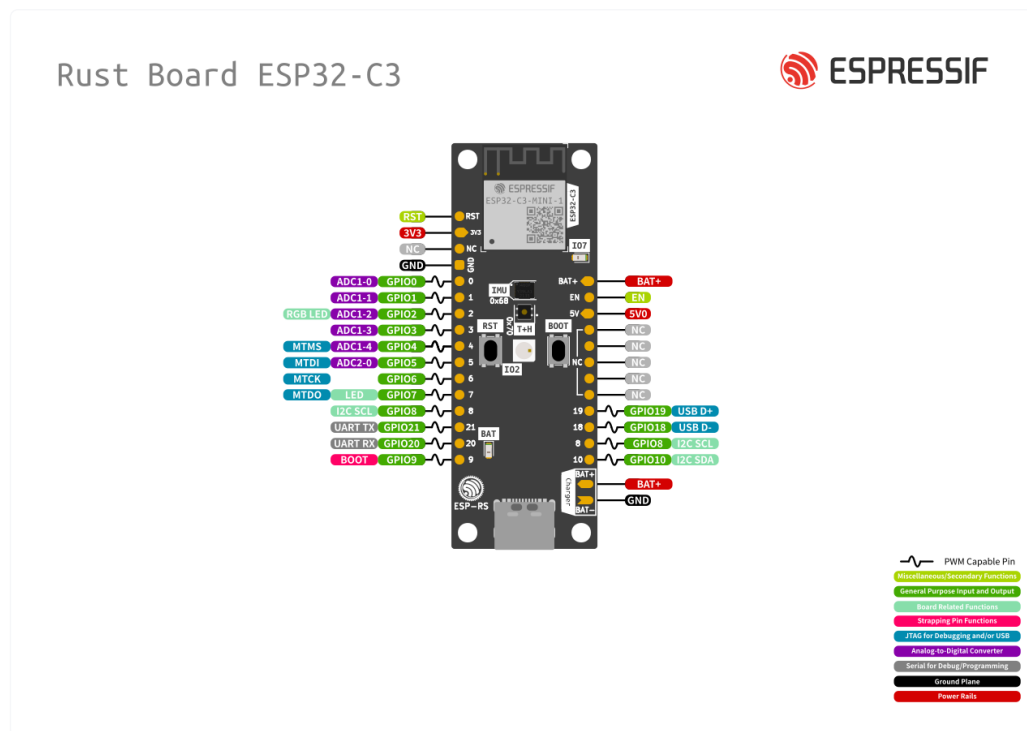 Rust Board ESP32-C3
ESPRESSIF
ESPRESSIF
ESP32-C3-MINI-1
ESP32-C3
RST RST
3V3 3V3
NC NC
GND GND
IO7
ADC1-0 GPIO0 0
BAT+ BAT+
ADC1-1 GPIO1 1
IMU
0x68
EN EN
RGB LED ADC1-2 GPIO2 2
5V 5V0
ADC1-3 GPIO3 3
RST
0x70
T+H
BOOT
NC
MTMS ADC1-4 GPIO4 4
NC
MTDI ADC2-0 GPIO5 5
IO2
NC
NC
MTCK GPIO6 6
NC
MTDO LED GPIO7 7
NC
I2C SCL GPIO8 8
19 GPIO19 USB D+
UART TX GPIO21 21
BAT
18 GPIO18 USB D-
UART RX GPIO20 20
8 GPIO8 I2C SCL
BOOT GPIO9 9
10 GPIO10 I2C SDA
ESP-RS
Charger
BAT+
BAT+
BAT-
GND
PWM Capable Pin
Miscellaneous/Secondary Functions
General Purpose Input and Output
Board Related Functions
Strapping Pin Functions
JTAG for Debugging and/or USB
Analog-to-Digital Converter
Serial for Debug/Programming
Ground Plane
Power Rails